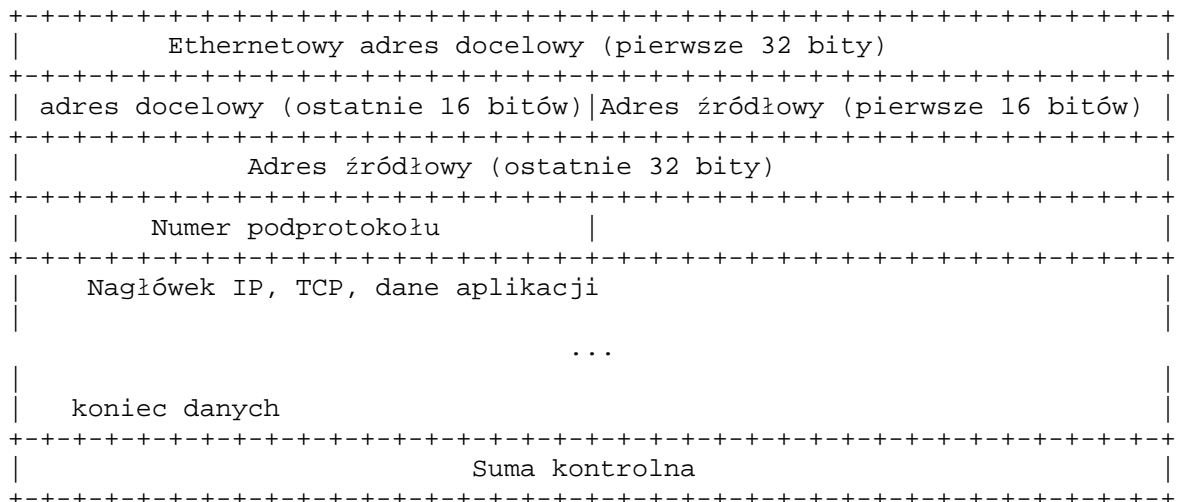 +-+-+-+-+-+-+-+-+-+-+-+-+-+-+-+-+-+-+-+-+-+-+-+-+-+-+-+-+-+-+-+-+-+-+-+-+-+
| Ethernetowy adres docelowy (pierwsze 32 bity) |
+-+-+-+-+-+-+-+-+-+-+-+-+-+-+-+-+-+-+-+-+-+-+-+-+-+-+-+-+-+-+-+-+-+-+-+-+-+
| adres docelowy (ostatnie 16 bitów)|Adres źródłowy (pierwsze 16 bitów) |
+-+-+-+-+-+-+-+-+-+-+-+-+-+-+-+-+-+-+-+-+-+-+-+-+-+-+-+-+-+-+-+-+-+-+-+-+-+
| Adres źródłowy (ostatnie 32 bity) |
+-+-+-+-+-+-+-+-+-+-+-+-+-+-+-+-+-+-+-+-+-+-+-+-+-+-+-+-+-+-+-+-+-+-+-+-+-+
| Numer podprotokołu | |
+-+-+-+-+-+-+-+-+-+-+-+-+-+-+-+-+-+-+-+-+-+-+-+-+-+-+-+-+-+-+-+-+-+-+-+-+-+
| Nagłówek IP, TCP, dane aplikacji |
| |
...
| |
| koniec danych |
+-+-+-+-+-+-+-+-+-+-+-+-+-+-+-+-+-+-+-+-+-+-+-+-+-+-+-+-+-+-+-+-+-+-+-+-+-+
| Suma kontrolna |
+-+-+-+-+-+-+-+-+-+-+-+-+-+-+-+-+-+-+-+-+-+-+-+-+-+-+-+-+-+-+-+-+-+-+-+-+-+